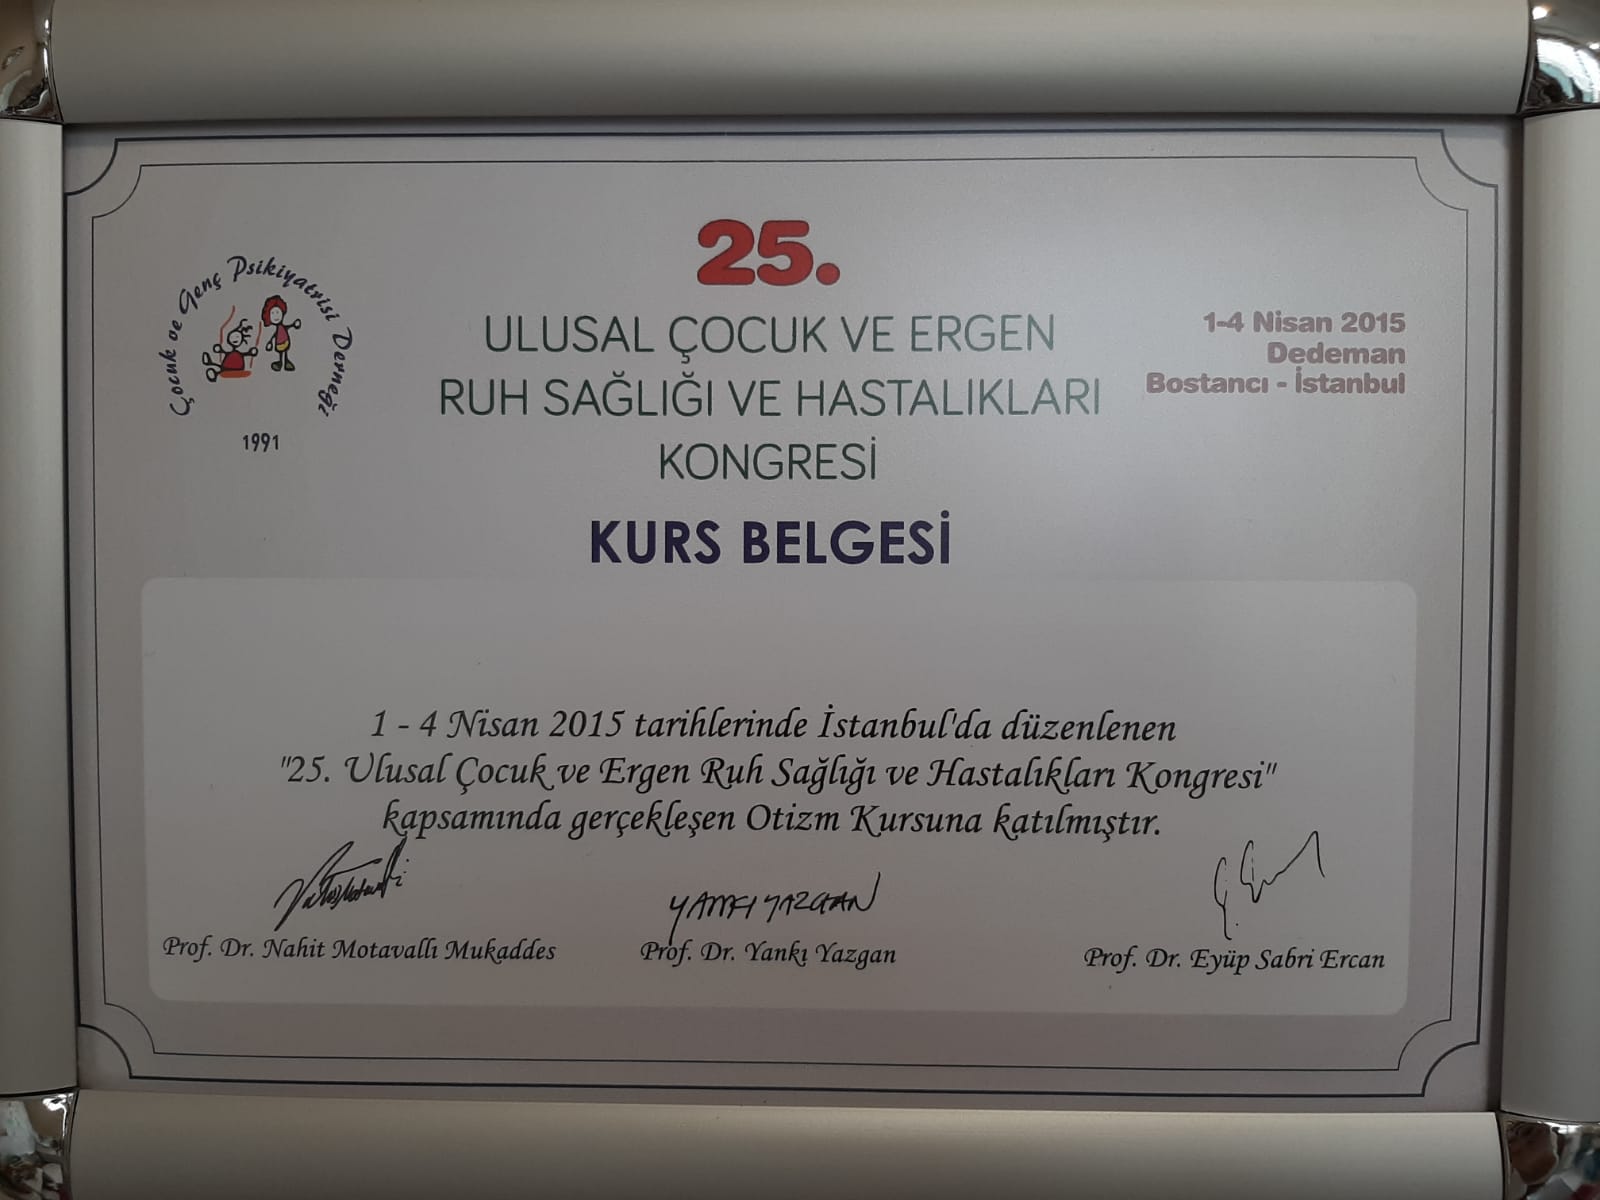 Çocuk ve Genç Psikiyatrisi Derneği
1991
25.
ULUSAL ÇOCUK VE ERGEN
RUH SAĞLIĞI VE HASTALIKLARI
KONGRESİ
1-4 Nisan 2015
Dedeman
Bostancı - İstanbul
KURS BELGESİ
1 - 4 Nisan 2015 tarihlerinde İstanbul'da düzenlenen
"25. Ulusal Çocuk ve Ergen Ruh Sağlığı ve Hastalıkları Kongresi"
kapsamında gerçekleşen Otizm Kursuna katılmıştır.
YANKI YAZGAN
Prof. Dr. Nahit Motavallı Mukaddes
Prof. Dr. Yankı Yazgan
Prof. Dr. Eyüp Sabri Ercan